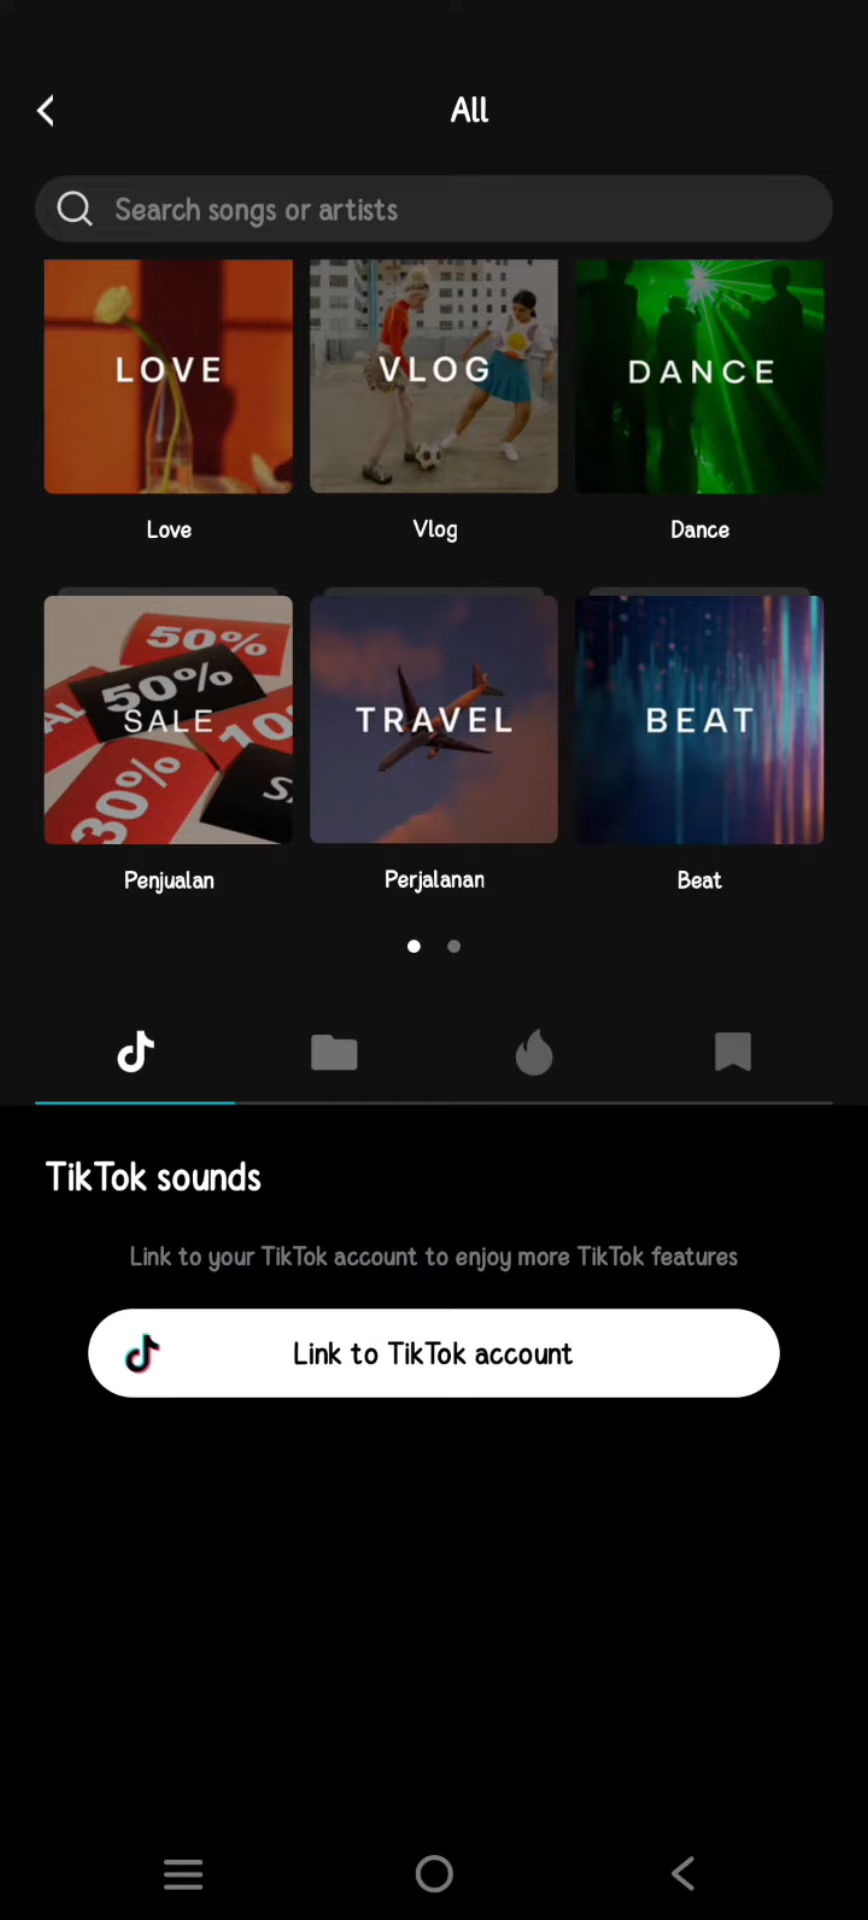 All
Search songs or artists
LOVE
VLOG
DANCE
Love
Vlog
Dance
50%
50%
SALE
30%
TRAVEL
BEAT
Penjualan
Perjalanan
Beat
TikTok sounds
Link to your TikTok account to enjoy more TikTok features
Link to TikTok account